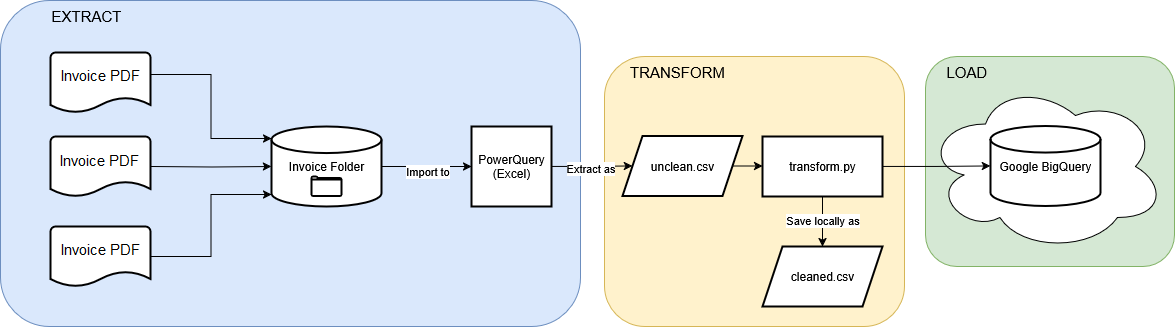 EXTRACT
Invoice PDF
Invoice PDF
Invoice PDF
Invoice Folder
Import to
PowerQuery
(Excel)
Extract as
TRANSFORM
unclean.csv
transform.py
Save locally as
cleaned.csv
LOAD
Google BigQuery